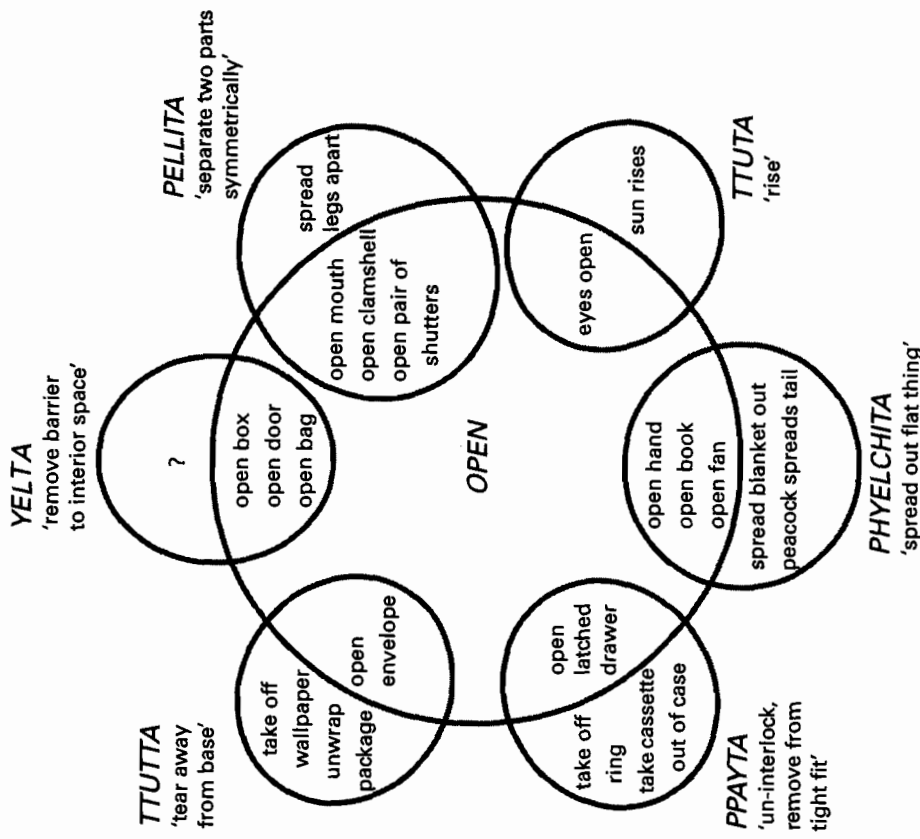 YELTA
'remove barrier
to interior space'
?
open box
open door
open bag
TTUTTA
'tear away
from base'
take off
wallpaper
unwrap
package
open
envelope
PELLITA
'separate two parts
symmetrically'
spread
legs apart
open mouth
open clamshell
open pair of
shutters
OPEN
PPAYTA
'un-interlock,
remove from
tight fit'
take off
ring
take cassette
out of case
open
latched
drawer
PHYELCHITA
'spread out flat thing'
open hand
open book
open fan
spread blanket out
peacock spreads tail
TTUTA
'rise'
eyes open
sun rises